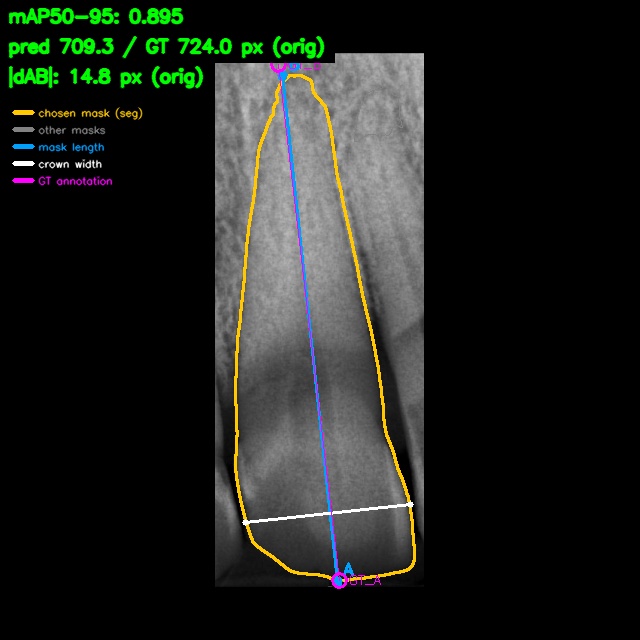 mAP50-95: 0.895
pred 709.3 / GT 724.0 px (orig)
|dAB|: 14.8 px (orig)
chosen mask (seg)
other masks
mask length
crown width
GT annotation
A
GT_A